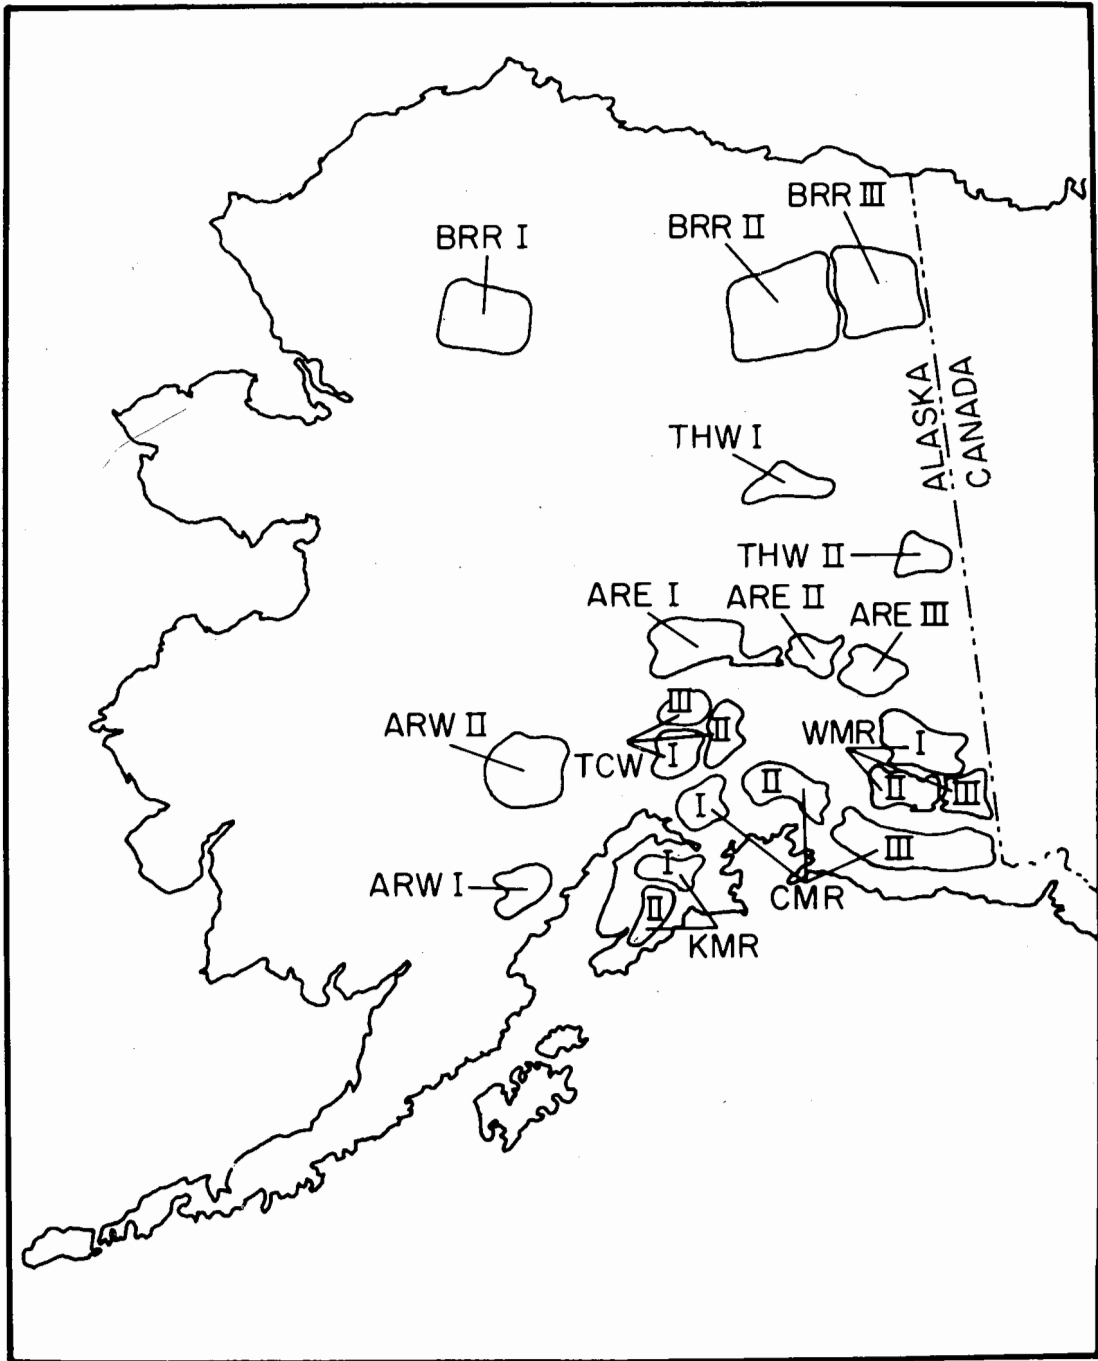 BRR III
BRR II
BRR I
ALASKA
CANADA
THW I
THW II
ARE I
ARE II
ARE III
III
ARW II
II
WMR
I
TCW
I
II
II
III
I
III
I
ARW I
CMR
II
KMR